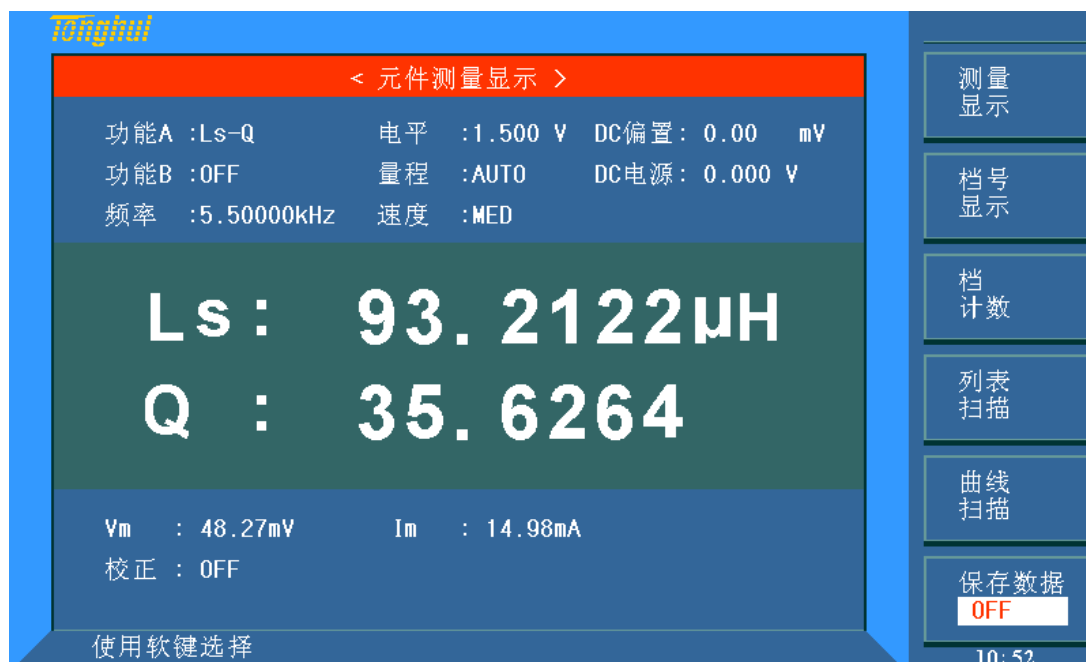 Tonghui
< 元件测量显示 >
功能A :Ls-Q 电平 :1.500 V DC偏置: 0.00 mV
功能B :OFF 量程 :AUTO DC电源: 0.000 V
频率 :5.50000kHz 速度 :MED
Ls: 93.2122μH
Q : 35.6264
Vm : 48.27mV Im : 14.98mA
校正 : OFF
使用软键选择
测量
显示
档号
显示
档
计数
列表
扫描
曲线
扫描
保存数据
OFF
10:52